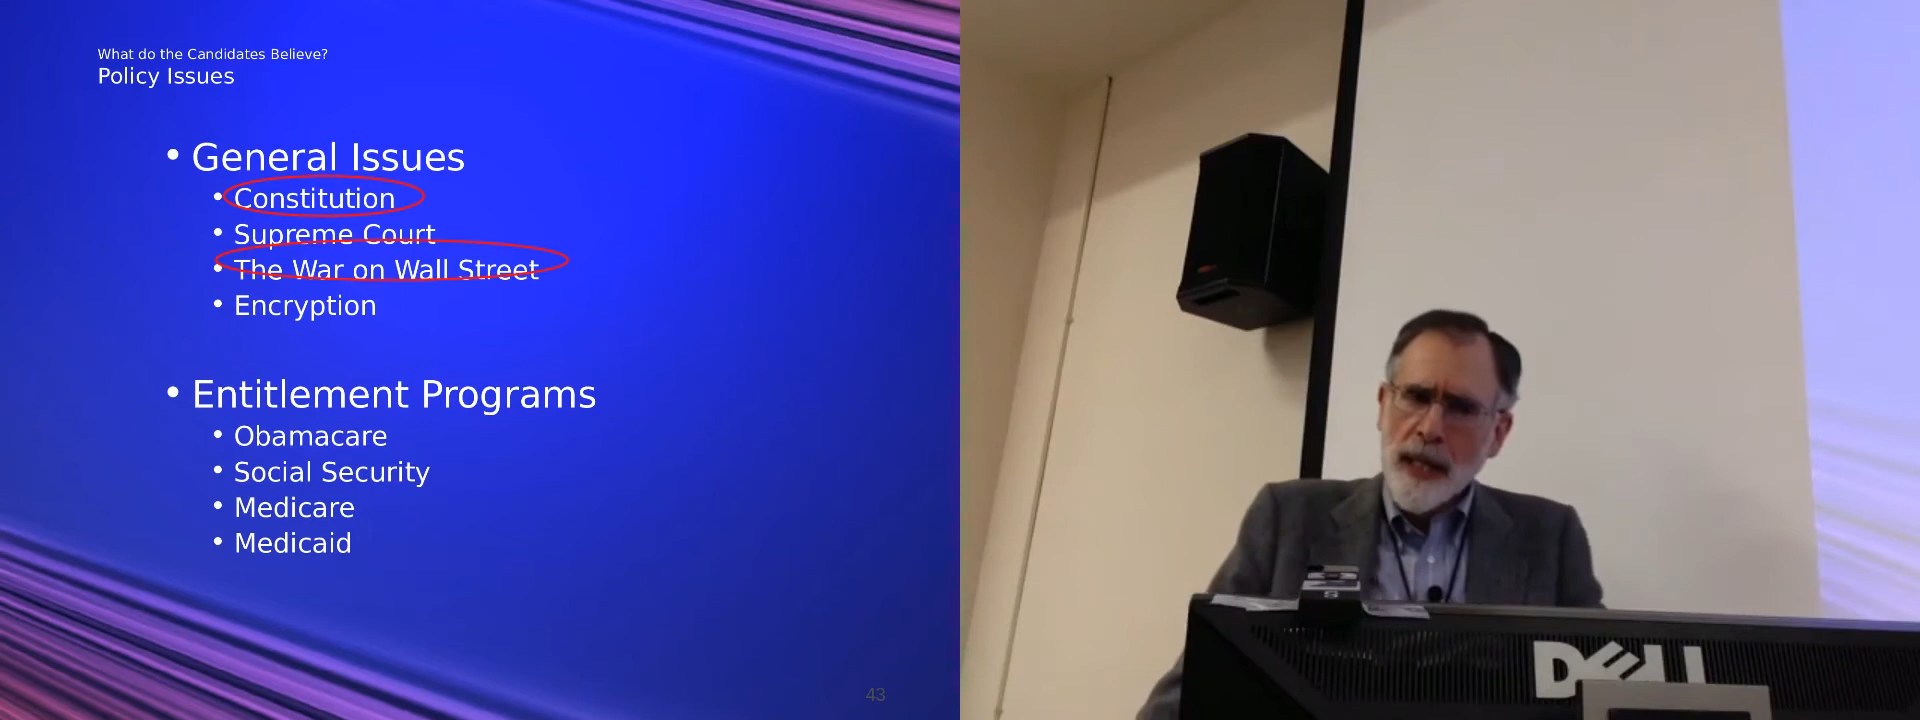 What do the Candidates Believe?
Policy Issues
• General Issues
• Constitution
• Supreme Court
• The War on Wall Street
• Encryption
• Entitlement Programs
• Obamacare
• Social Security
• Medicare
• Medicaid
43
DELL